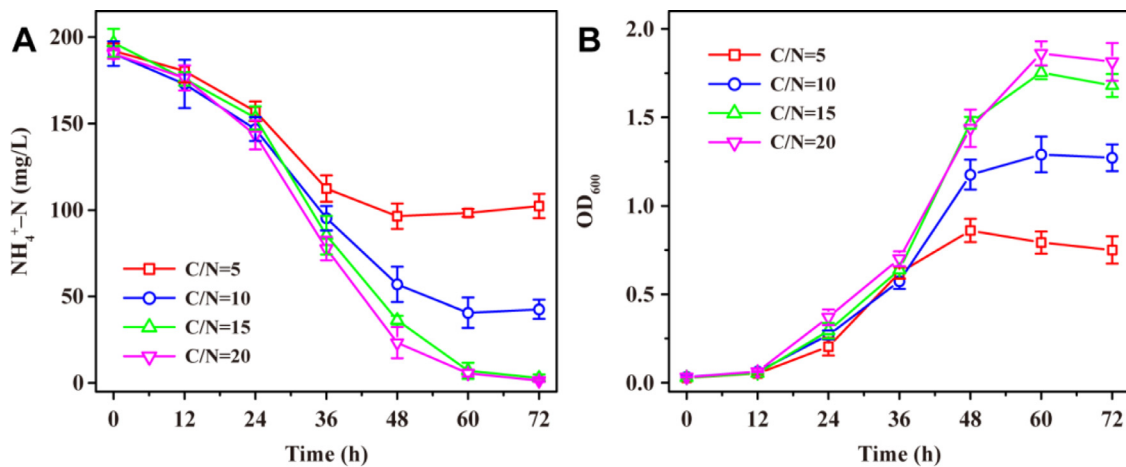 A
NH₄⁺–N (mg/L)
200
150
100
50
0
C/N=5
C/N=10
C/N=15
C/N=20
0 12 24 36 48 60 72
Time (h)
B
OD₆₀₀
2.0
1.5
1.0
0.5
0.0
C/N=5
C/N=10
C/N=15
C/N=20
0 12 24 36 48 60 72
Time (h)